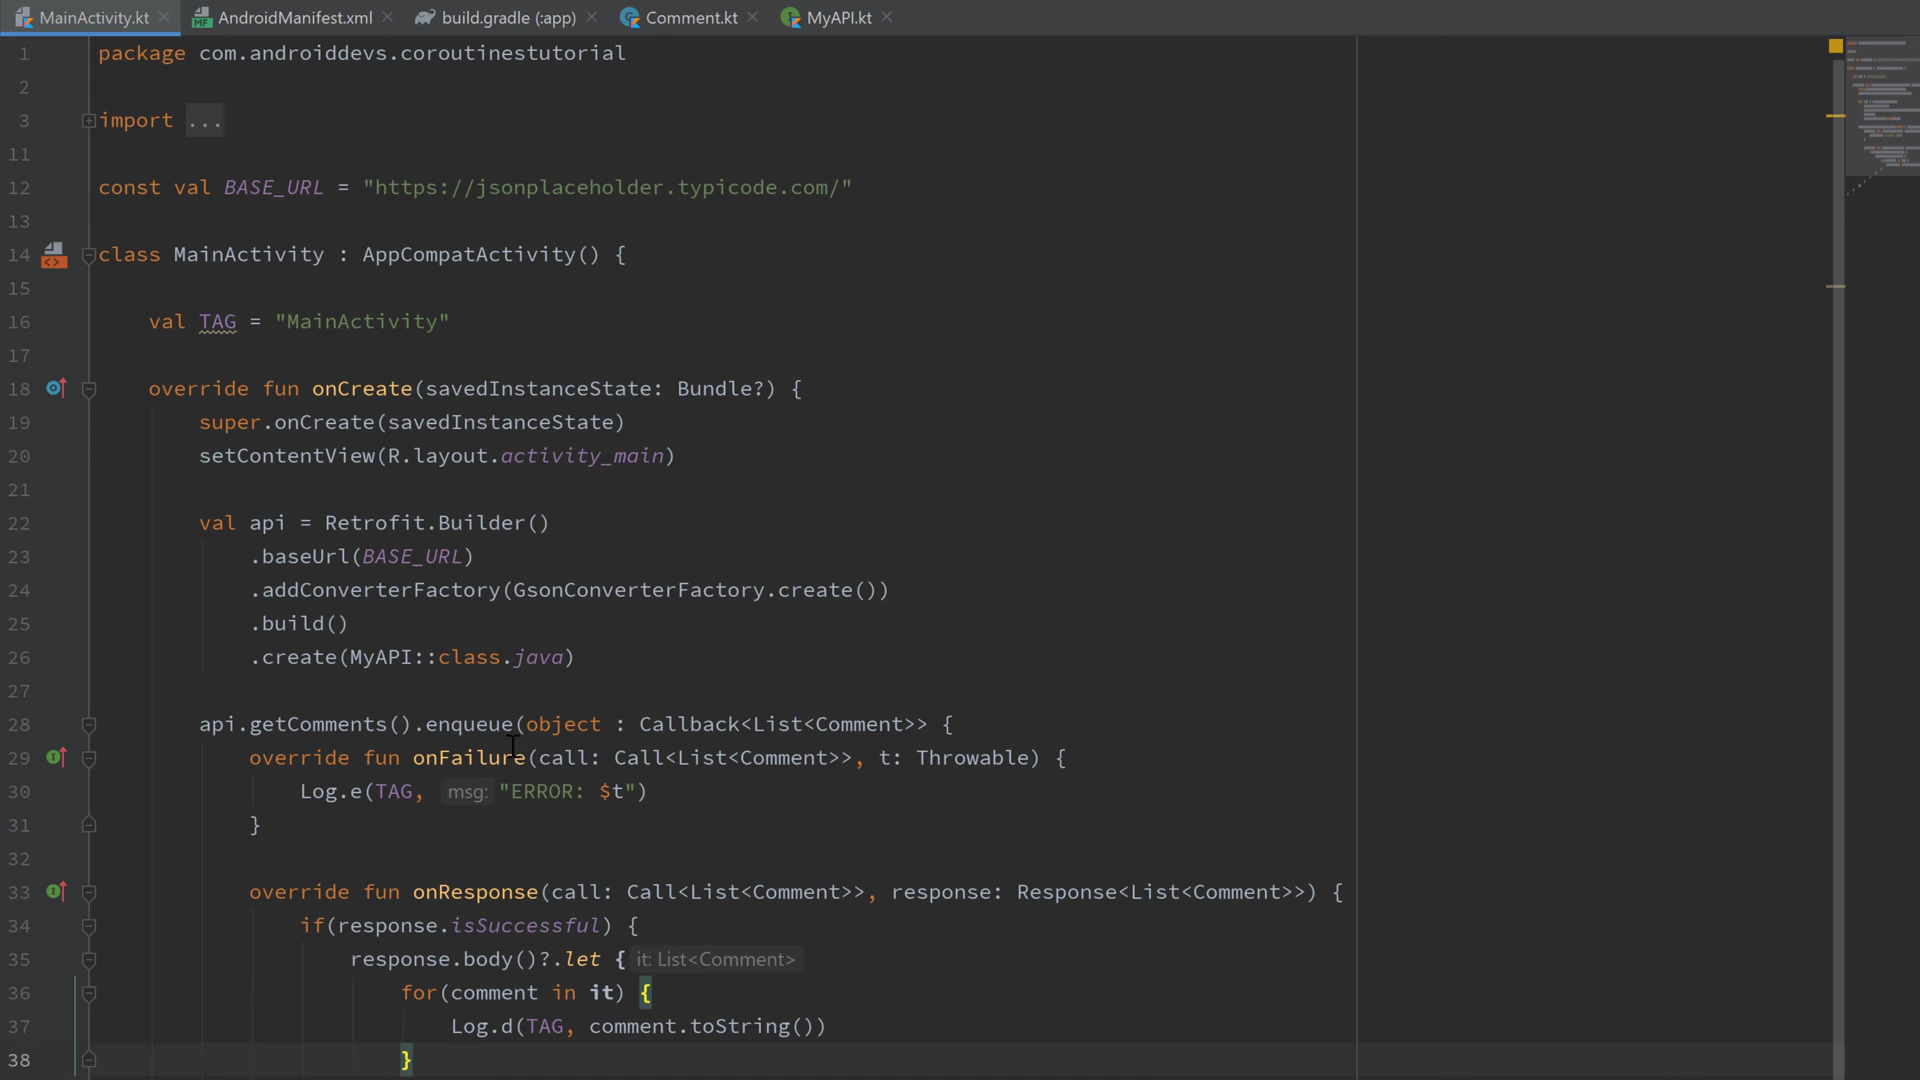 MainActivity.kt AndroidManifest.xml build.gradle (:app) Comment.kt MyAPI.kt
1 package com.androiddevs.coroutinestutorial
2
3 import ...
11
12 const val BASE_URL = "https://jsonplaceholder.typicode.com/"
13
14 class MainActivity : AppCompatActivity() {
15
16 val TAG = "MainActivity"
17
18 override fun onCreate(savedInstanceState: Bundle?) {
19 super.onCreate(savedInstanceState)
20 setContentView(R.layout.activity_main)
21
22 val api = Retrofit.Builder()
23 .baseUrl(BASE_URL)
24 .addConverterFactory(GsonConverterFactory.create())
25 .build()
26 .create(MyAPI::class.java)
27
28 api.getComments().enqueue(object : Callback<List<Comment>> {
29 override fun onFailure(call: Call<List<Comment>>, t: Throwable) {
30 Log.e(TAG, msg: "ERROR: $t")
31 }
32
33 override fun onResponse(call: Call<List<Comment>>, response: Response<List<Comment>>) {
34 if(response.isSuccessful) {
35 response.body()?.let { it: List<Comment>
36 for(comment in it) {
37 Log.d(TAG, comment.toString())
38 }